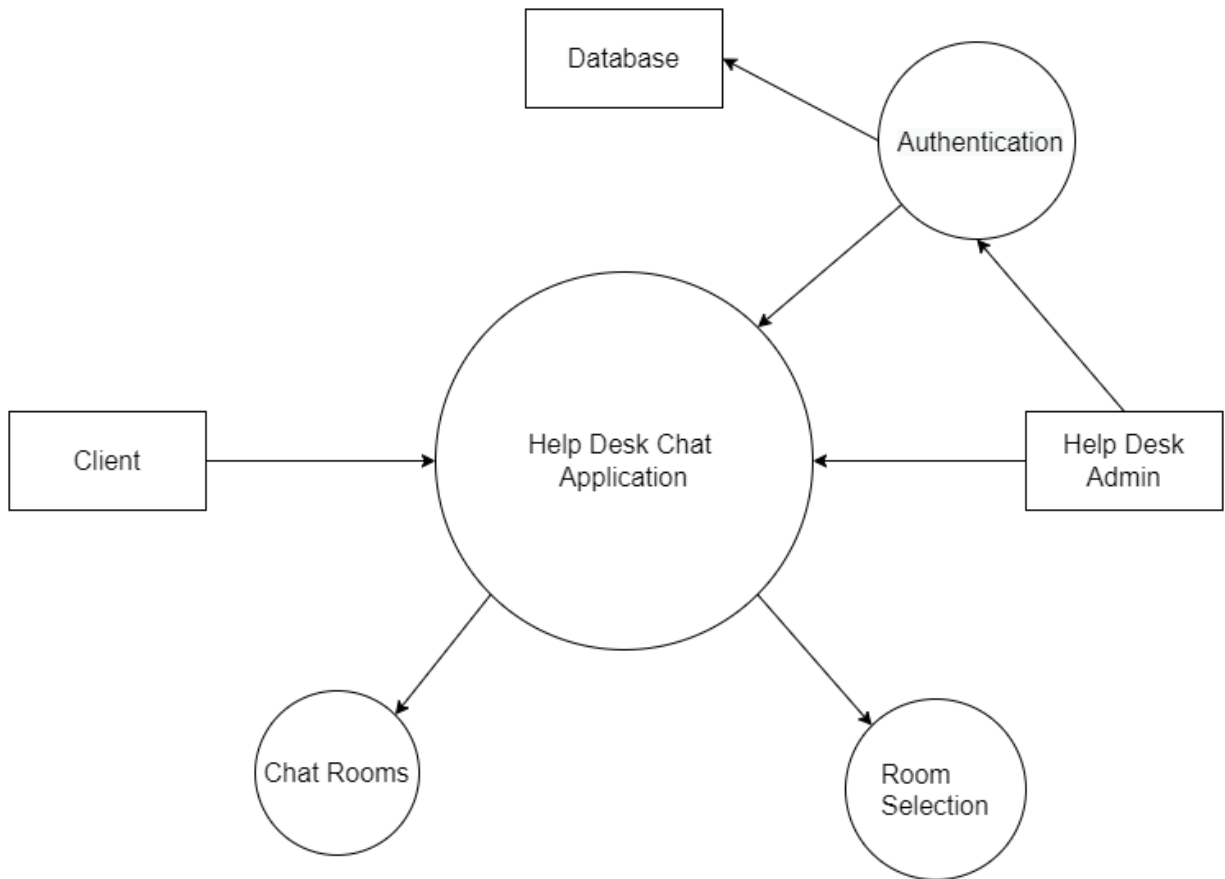 Database
Authentication
Client
Help Desk Chat
Application
Help Desk
Admin
Chat Rooms
Room
Selection